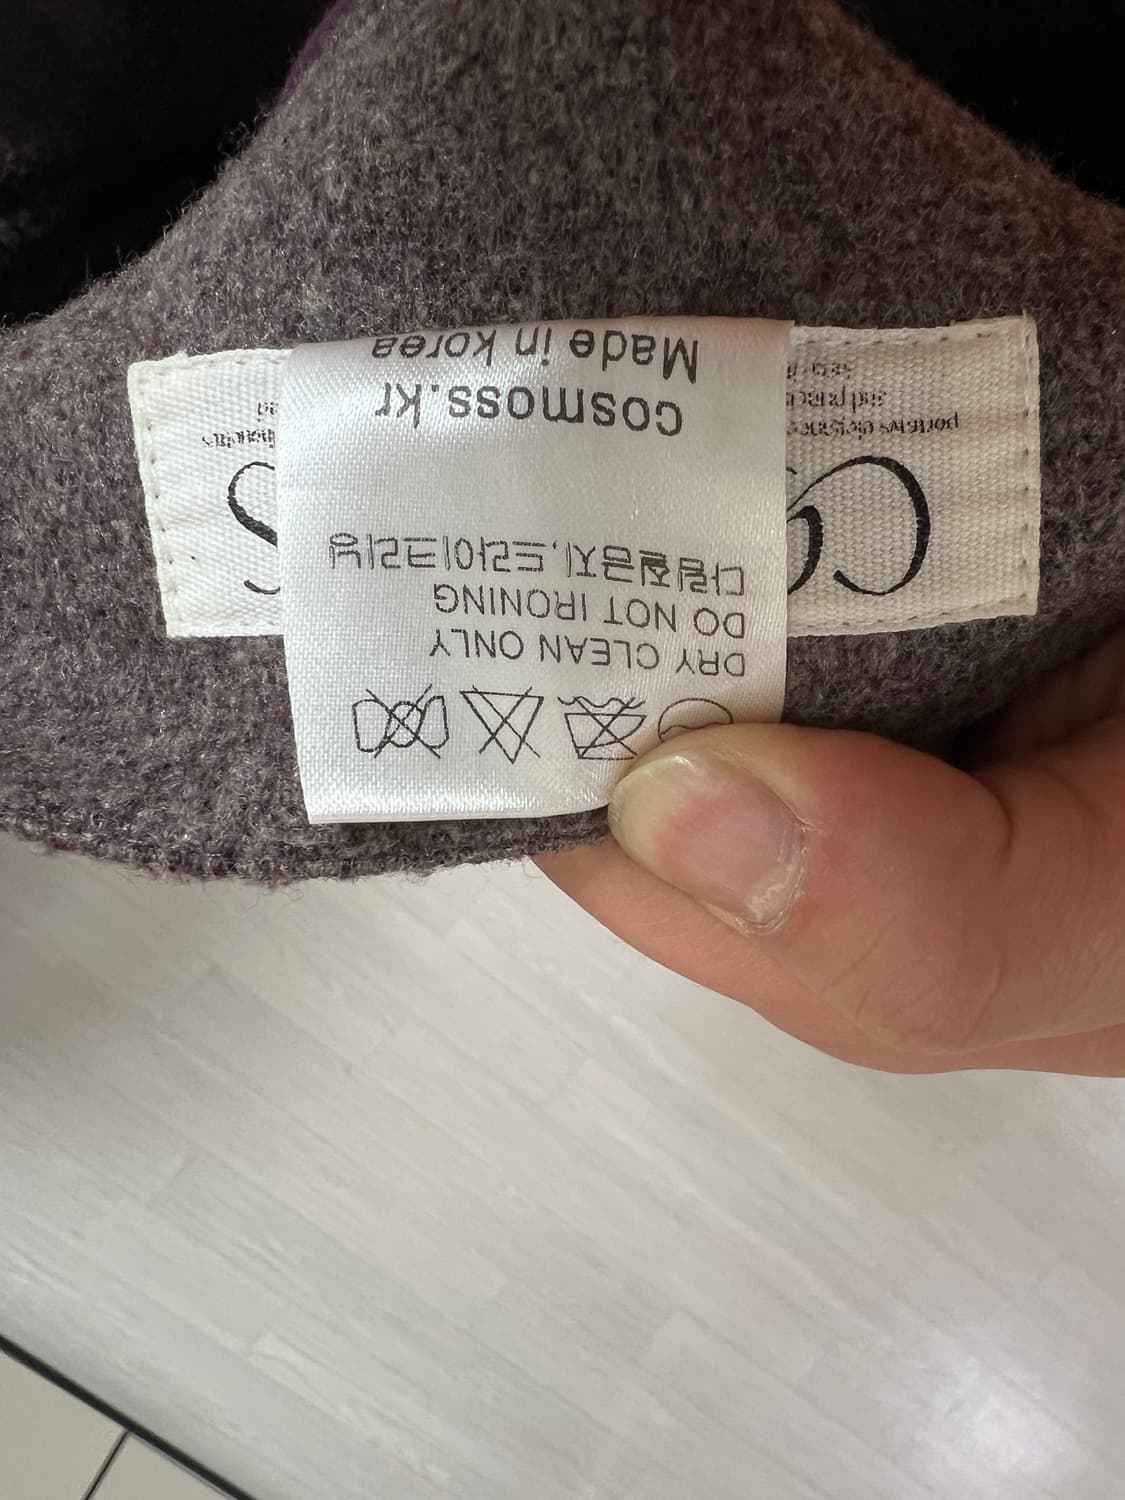 DRY CLEAN ONLY
DO NOT IRONING
다림질금지, 드라이크리닝
cosmoss.kr
Made in korea